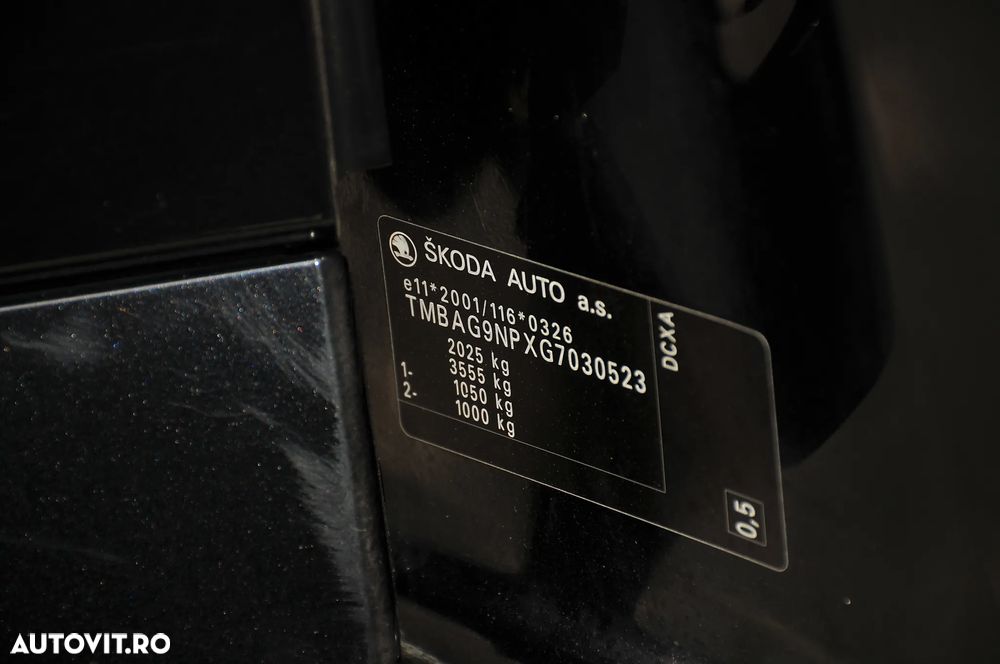 ŠKODA AUTO a.s.
e11*2001/116*0326
TMBAG9NPXG7030523
2025 kg
3555 kg
1- 1050 kg
2- 1000 kg
DCXA
0,5
AUTOVIT.RO